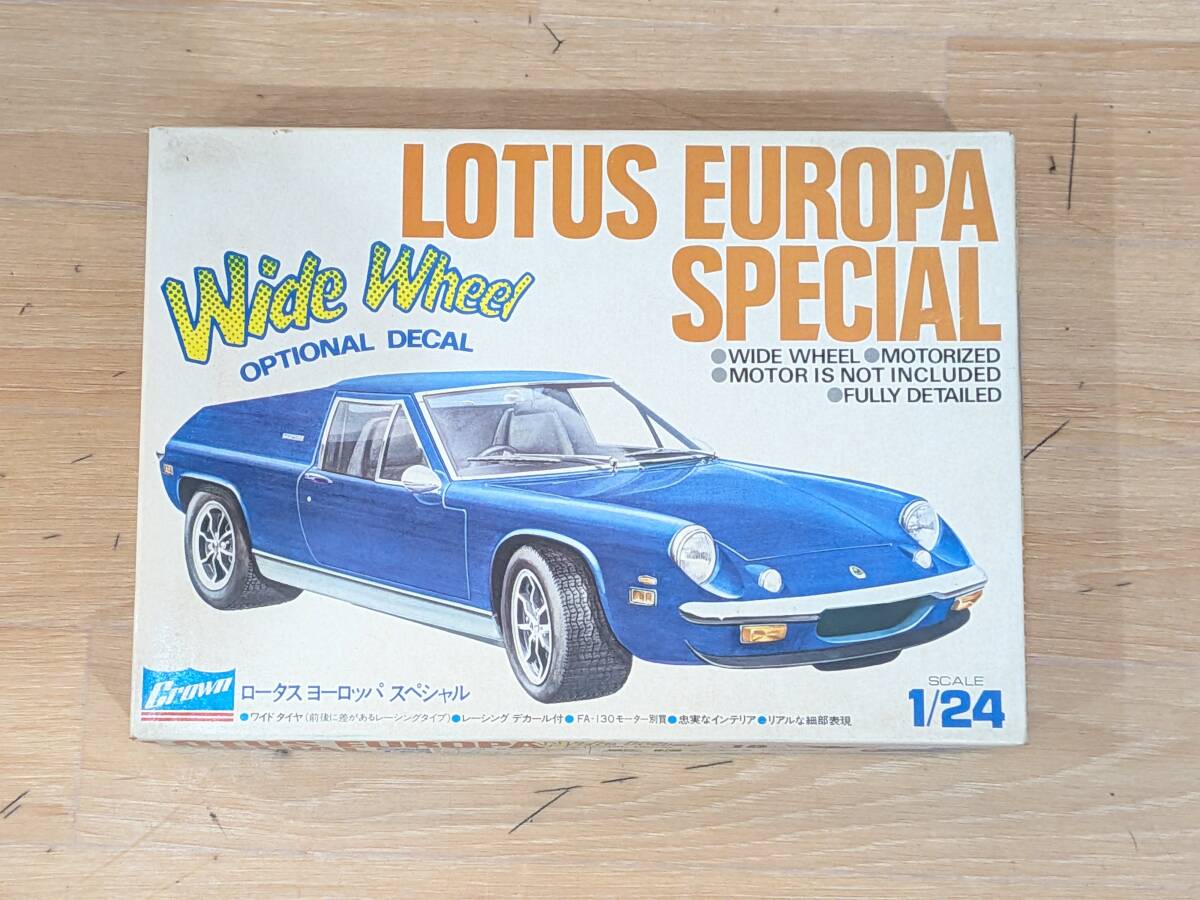 LOTUS EUROPA
SPECIAL
Wide Wheel
OPTIONAL DECAL
●WIDE WHEEL ●MOTORIZED
●MOTOR IS NOT INCLUDED
●FULLY DETAILED
Crown
ロータス ヨーロッパ スペシャル
●ワイドタイヤ(前後に差があるレーシングタイプ)●レーシング デカール付●FA-130モーター別買●忠実なインテリア●リアルな細部表現
SCALE
1/24
LOTUS EUROPA